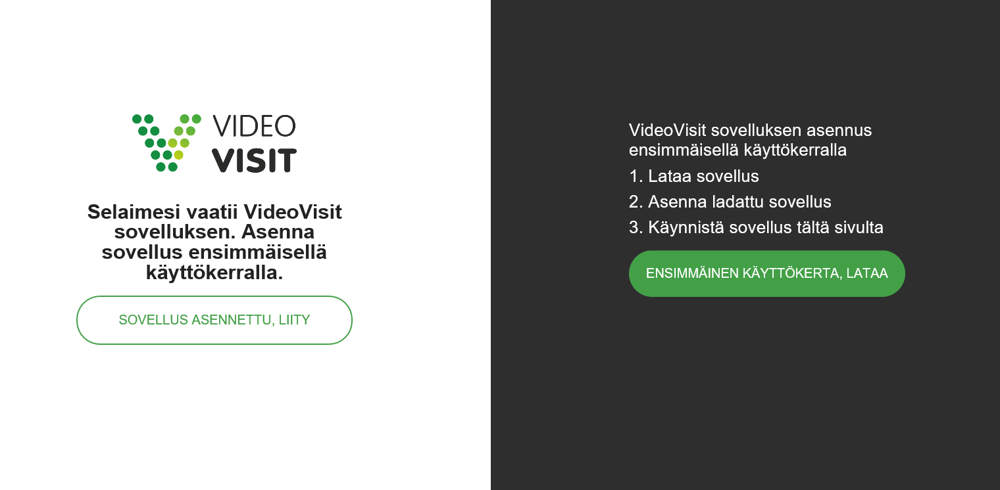 VIDEO
VISIT
Selaimesi vaatii VideoVisit
sovelluksen. Asenna
sovellus ensimmäisellä
käyttökerralla.
SOVELLUS ASENNETTU, LIITY
VideoVisit sovelluksen asennus
ensimmäisellä käyttökerralla
1. Lataa sovellus
2. Asenna ladattu sovellus
3. Käynnistä sovellus tältä sivulta
ENSIMMÄINEN KÄYTTÖKERTA, LATAA